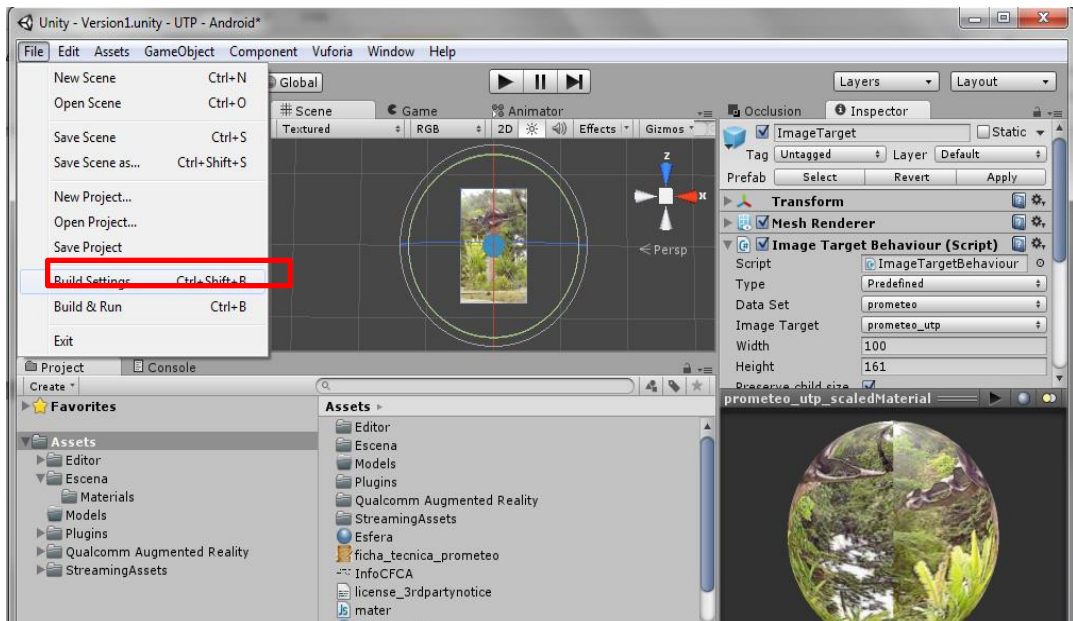 Unity - Version1.unity - UTP - Android*
File Edit Assets GameObject Component Vuforia Window Help
New Scene Ctrl+N
Open Scene Ctrl+O
Save Scene Ctrl+S
Save Scene as... Ctrl+Shift+S
New Project...
Open Project...
Save Project
Build Settings Ctrl+Shift+B
Build & Run Ctrl+B
Exit
Global
Layers Layout
Scene Game Animator
Textured RGB 2D Effects Gizmos
z
x
Persp
Occlusion Inspector
ImageTarget Static
Tag Untagged Layer Default
Prefab Select Revert Apply
Transform
Mesh Renderer
Image Target Behaviour (Script)
Script ImageTargetBehaviour
Type Predefined
Data Set prometeo
Image Target prometeo_utp
Width 100
Height 161
Preserve child size
prometeo_utp_scaledMaterial
Project Console
Create
Favorites
Assets
Editor
Escena
Materials
Models
Plugins
Qualcomm Augmented Reality
StreamingAssets
Assets
Editor
Escena
Models
Plugins
Qualcomm Augmented Reality
StreamingAssets
Esfera
ficha_tecnica_prometeo
InfoCFCA
license_3rdpartynotice
Js mater